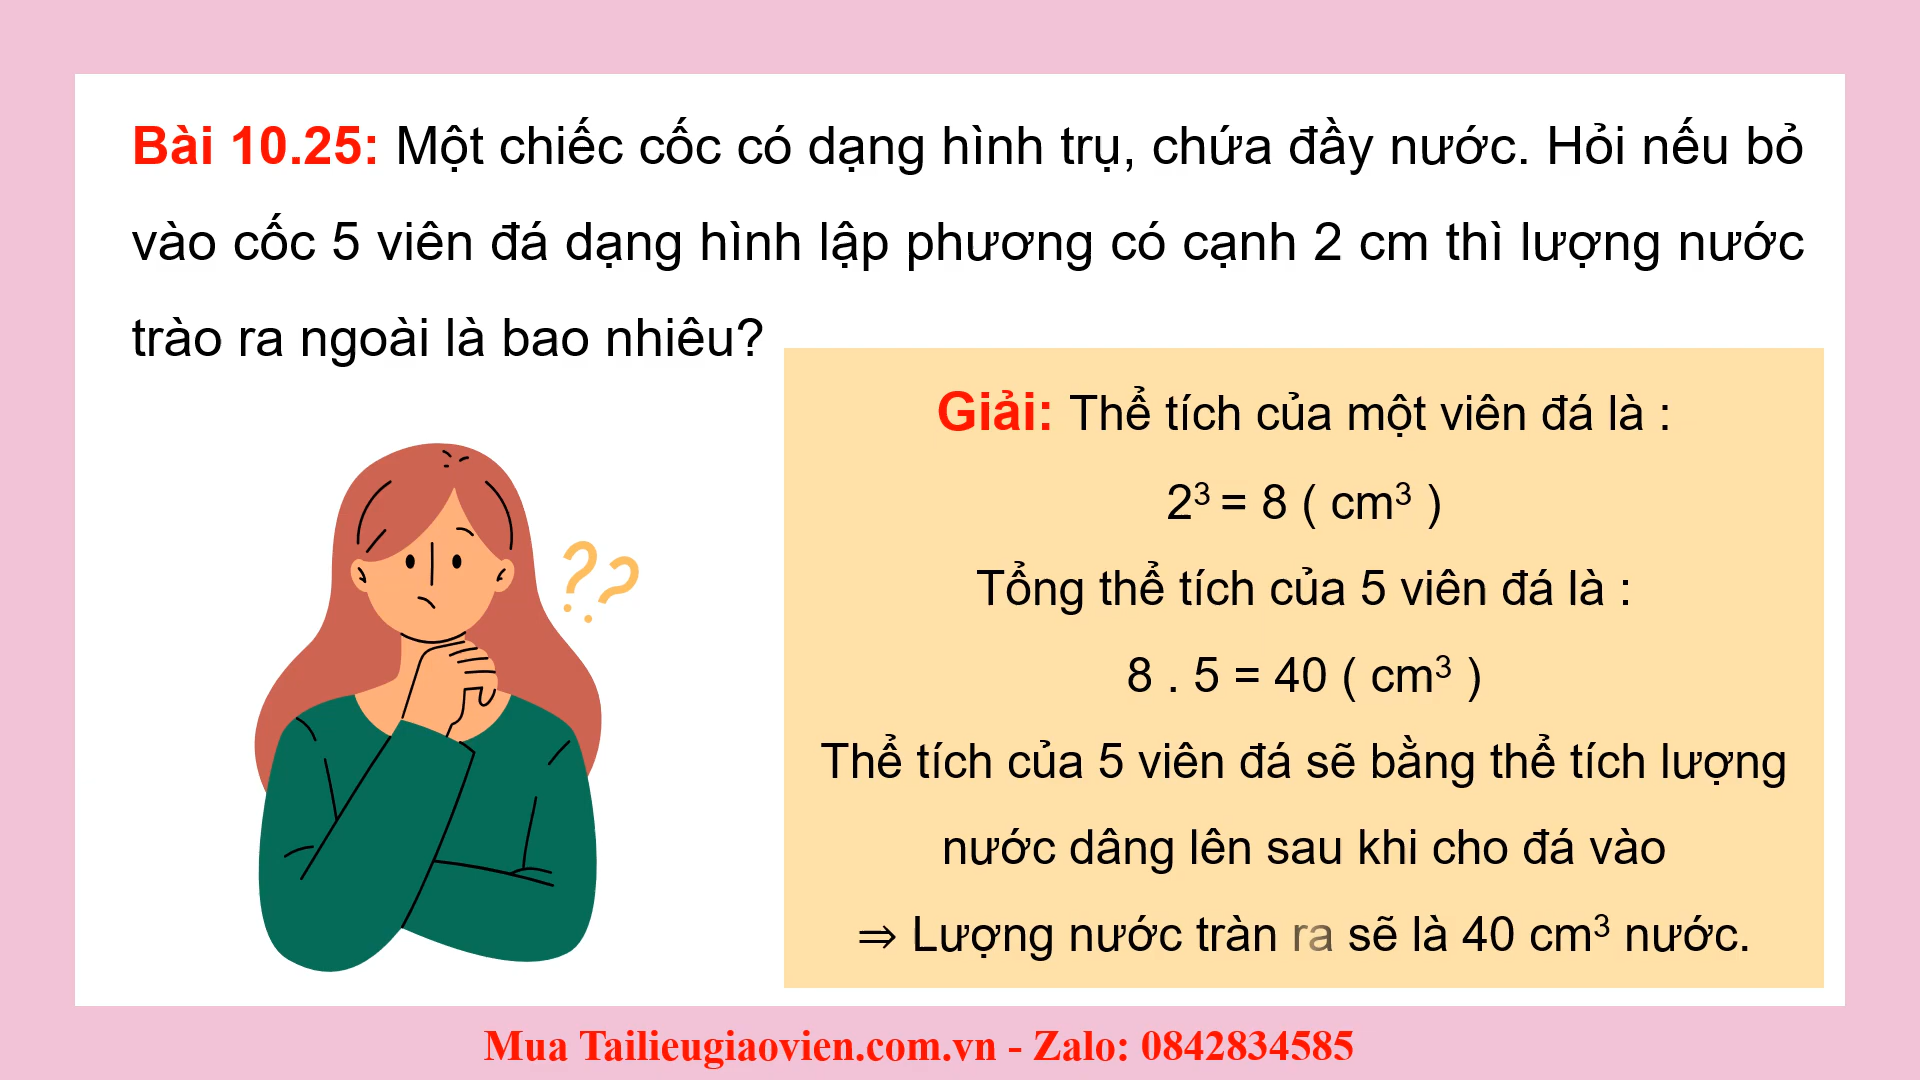 Bài 10.25: Một chiếc cốc có dạng hình trụ, chứa đầy nước. Hỏi nếu bỏ
vào cốc 5 viên đá dạng hình lập phương có cạnh 2 cm thì lượng nước
trào ra ngoài là bao nhiêu?
Giải: Thể tích của một viên đá là :
2³ = 8 ( cm³ )
Tổng thể tích của 5 viên đá là :
8 . 5 = 40 ( cm³ )
Thể tích của 5 viên đá sẽ bằng thể tích lượng
nước dâng lên sau khi cho đá vào
⇒ Lượng nước tràn ra sẽ là 40 cm³ nước.
??
Mua Tailieugiaovien.com.vn - Zalo: 0842834585